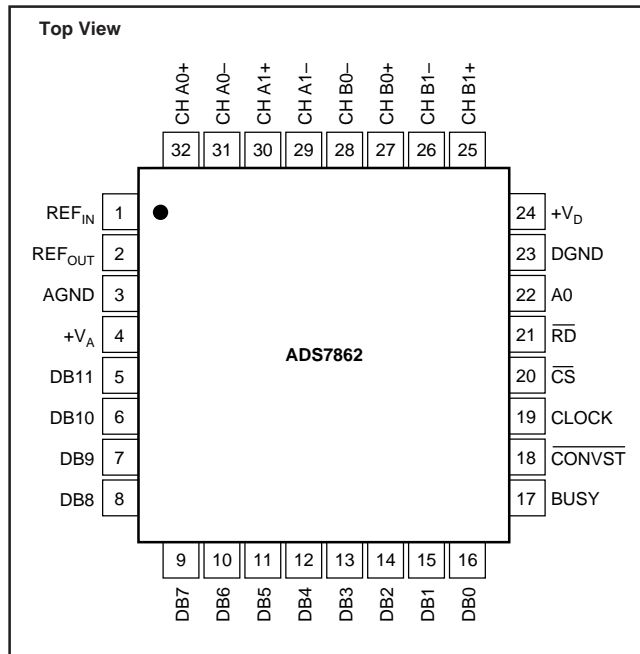 Top View
CH A0+
CH A0–
CH A1+
CH A1–
CH B0–
CH B0+
CH B1–
CH B1+
32
31
30
29
28
27
26
25
REF_IN 1
REF_OUT 2
AGND 3
+V_A 4
DB11 5
DB10 6
DB9 7
DB8 8
ADS7862
24 +V_D
23 DGND
22 A0
21 R̅D̅
20 C̅S̅
19 CLOCK
18 C̅O̅N̅V̅S̅T̅
17 BUSY
9
10
11
12
13
14
15
16
DB7
DB6
DB5
DB4
DB3
DB2
DB1
DB0